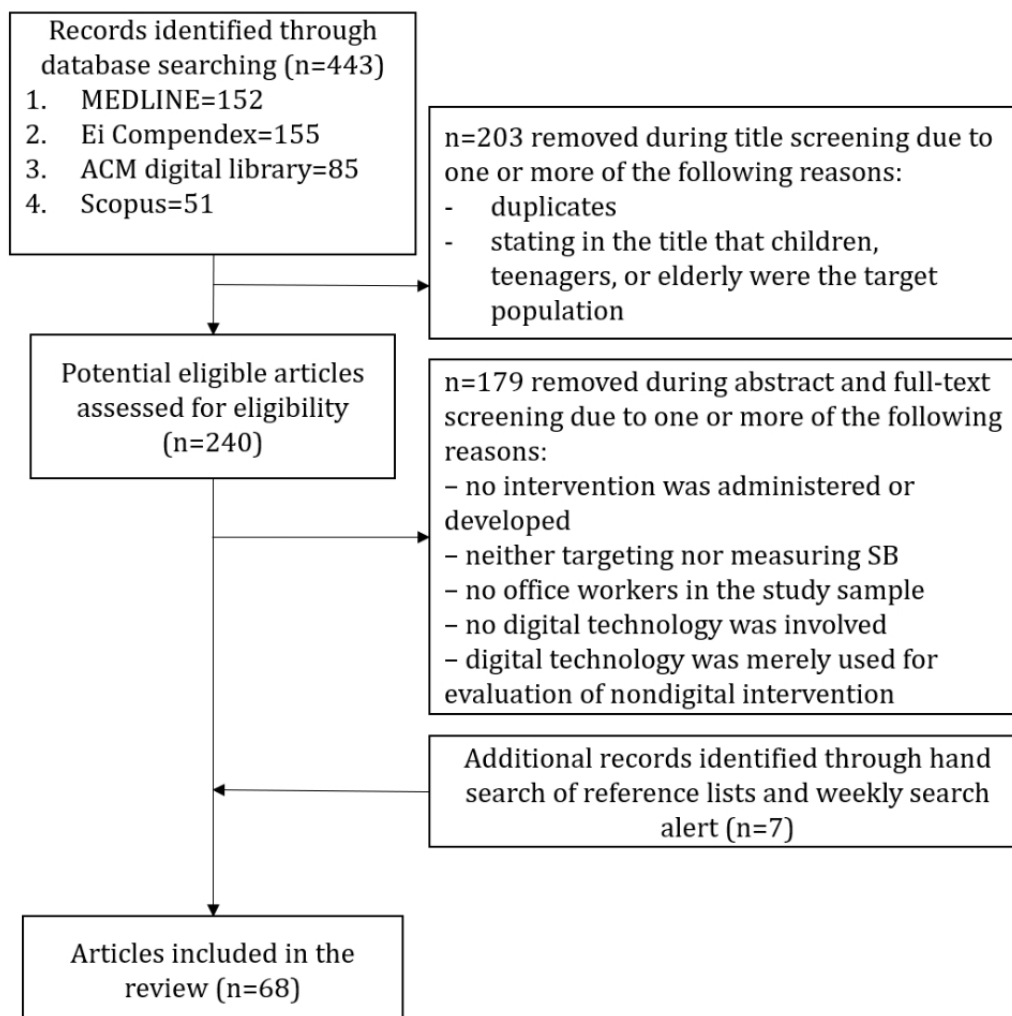 Records identified through
database searching (n=443)
1. MEDLINE=152
2. Ei Compendex=155
3. ACM digital library=85
4. Scopus=51
n=203 removed during title screening due to
one or more of the following reasons:
- duplicates
- stating in the title that children,
teenagers, or elderly were the target
population
Potential eligible articles
assessed for eligibility
(n=240)
n=179 removed during abstract and full-text
screening due to one or more of the following
reasons:
– no intervention was administered or
developed
– neither targeting nor measuring SB
– no office workers in the study sample
– no digital technology was involved
– digital technology was merely used for
evaluation of nondigital intervention
Additional records identified through hand
search of reference lists and weekly search
alert (n=7)
Articles included in the
review (n=68)